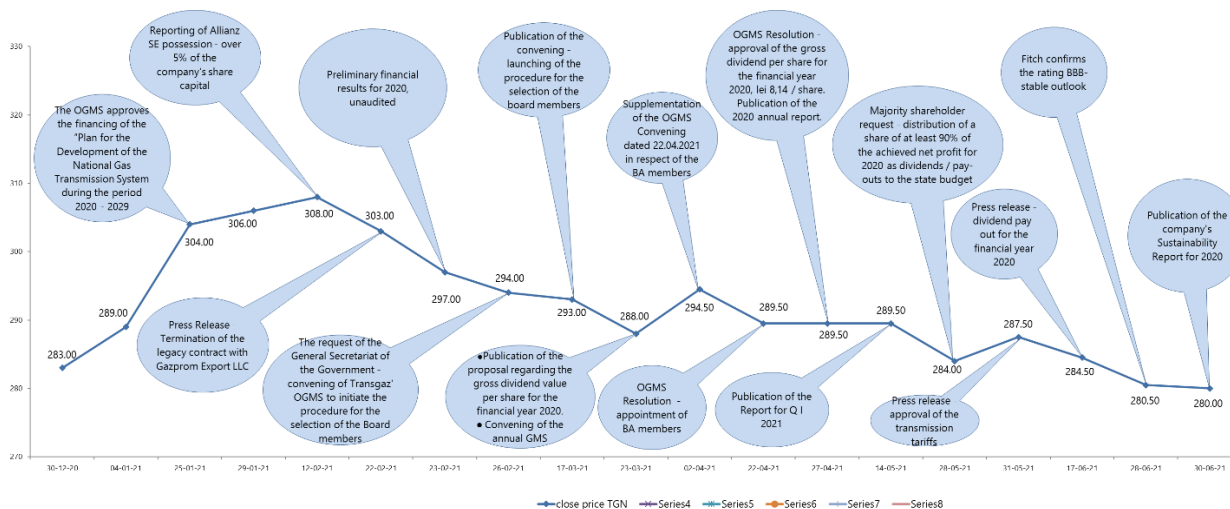 330
320
310
300
290
280
270
The OGMS approves
the financing of the
"Plan for the
Development of the
National Gas
Transmission System
during the period
2020 - 2029
Reporting of Allianz
SE possession - over
5% of the
company's share
capital
Preliminary financial
results for 2020,
unaudited
Publication of the
convening -
launching of the
procedure for the
selection of the
board members
Supplementation
of the OGMS
Convening
dated 22.04.2021
in respect of the
BA members
OGMS Resolution -
approval of the gross
dividend per share for
the financial year
2020, lei 8,14 / share.
Publication of the
2020 annual report.
Majority shareholder
request - distribution of a
share of at least 90% of
the achieved net profit for
2020 as dividends / pay-
outs to the state budget
Fitch confirms
the rating BBB-
stable outlook
Press release -
dividend pay
out for the
financial year
2020
Publication of the
company's
Sustainability
Report for 2020
283.00
289.00
304.00
306.00
308.00
303.00
297.00
294.00
293.00
288.00
294.50
289.50
289.50
289.50
284.00
287.50
284.50
280.50
280.00
Press Release
Termination of the
legacy contract with
Gazprom Export LLC
The request of the
General Secretariat of
the Government -
convening of Transgaz'
OGMS to initiate the
procedure for the
selection of the Board
members
●Publication of the
proposal regarding the
gross dividend value
per share for the
financial year 2020.
● Convening of the
annual GMS
OGMS
Resolution -
appointment of
BA members
Publication of the
Report for Q I
2021
Press release
approval of the
transmission
tariffs
30-12-20
04-01-21
25-01-21
29-01-21
12-02-21
22-02-21
23-02-21
26-02-21
17-03-21
23-03-21
02-04-21
22-04-21
27-04-21
14-05-21
28-05-21
31-05-21
17-06-21
28-06-21
30-06-21
close price TGN
Series4
Series5
Series6
Series7
Series8